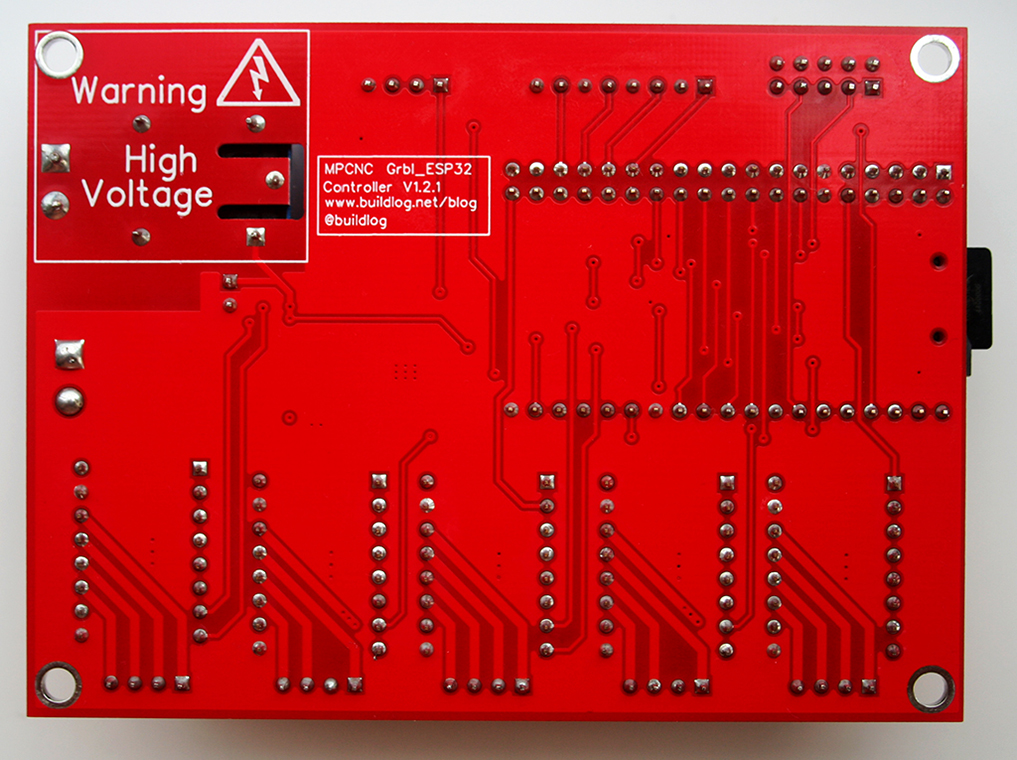 Warning
High
Voltage
MPCNC Grbl_ESP32
Controller V1.2.1
www.buildlog.net/blog
@buildlog